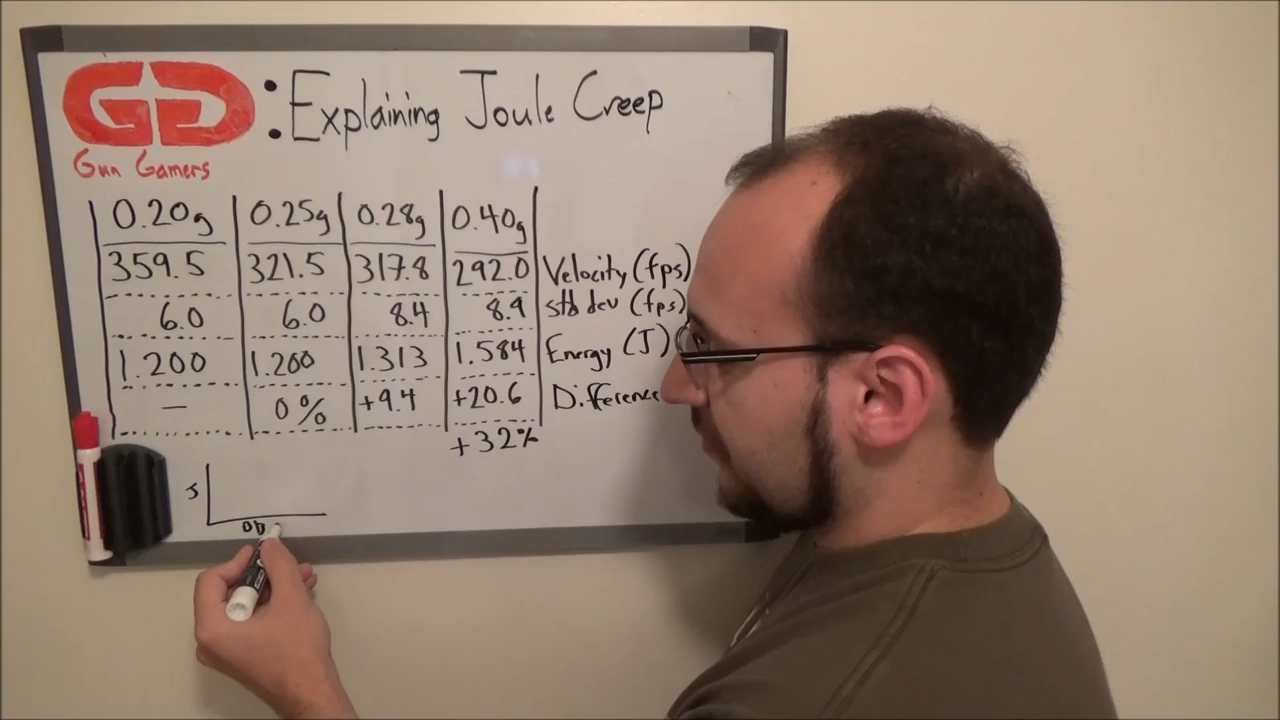 GG: Explaining Joule Creep
Gun Gamers
0.20g 0.25g 0.28g 0.40g
359.5 321.5 317.8 292.0 Velocity (fps)
6.0 6.0 8.4 8.9 std dev (fps)
1.200 1.200 1.313 1.584 Energy (J)
— 0% +9.4 +20.6 Difference
+32%
J